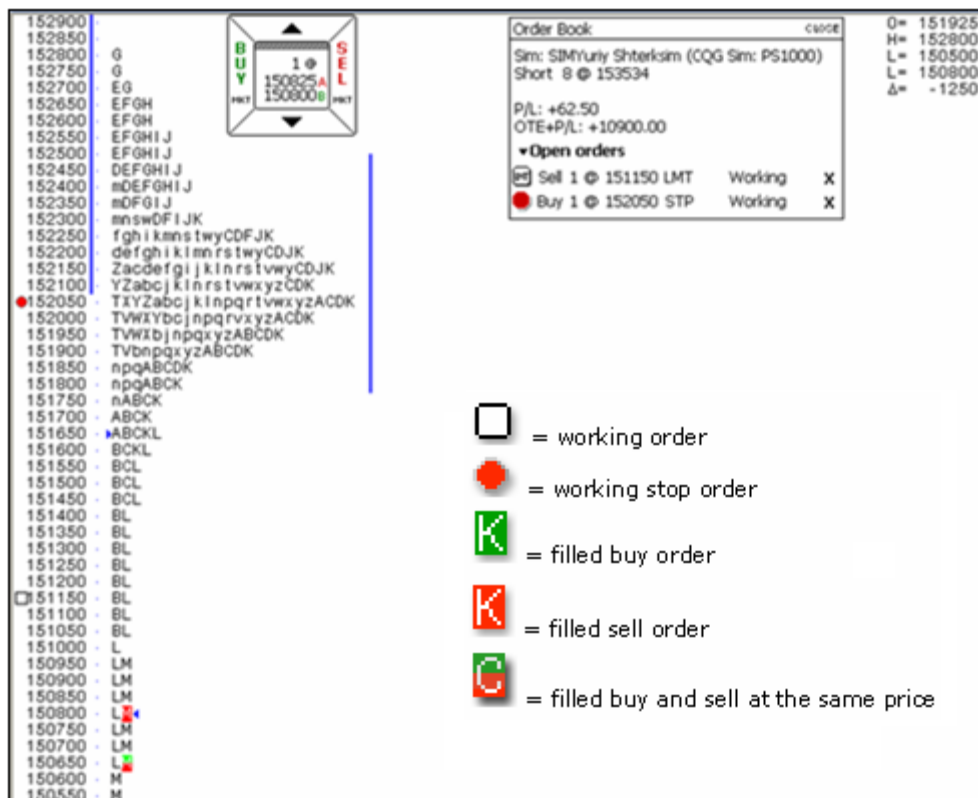 152900
152850
152800 G
152750 G
152700 EG
152650 EFGH
152600 EFGH
152550 EFGHIJ
152500 EFGHIJ
152450 DEFGHIJ
152400 mDEFGHIJ
152350 mDFGIJ
152300 mnswDFIJK
152250 fghikmnstwyCDFJK
152200 defghiklmnrstwyCDJK
152150 ZacdefgijklnrstvwyCDJK
152100 YZabcjklnrstvwxyzCDK
152050 TXYZabcjklnpqrtvwxyzACDK
152000 TVWXYbcjnpqrvxyzACDK
151950 TVWXbjnpqxyzABCDK
151900 TVbnpqxyzABCDK
151850 npqABCDK
151800 npqABCK
151750 nABCK
151700 ABCK
151650 ABCKL
151600 BCKL
151550 BCL
151500 BCL
151450 BCL
151400 BL
151350 BL
151300 BL
151250 BL
151200 BL
151150 BL
151100 BL
151050 BL
151000 L
150950 LM
150900 LM
150850 LM
150800 L
150750 LM
150700 LM
150650 L
150600 M
150550 M
BUY
SELL
1 @
150825A
150800B
MKT
MKT
Order Book CLOSE
Sim: SIMYuriy Shterksim (CQG Sim: PS1000)
Short 8 @ 153534
P/L: +62.50
OTE+P/L: +10900.00
▾Open orders
Sell 1 @ 151150 LMT Working X
Buy 1 @ 152050 STP Working X
O= 151925
H= 152800
L= 150500
L= 150800
Δ= -1250
= working order
= working stop order
K = filled buy order
K = filled sell order
C = filled buy and sell at the same price